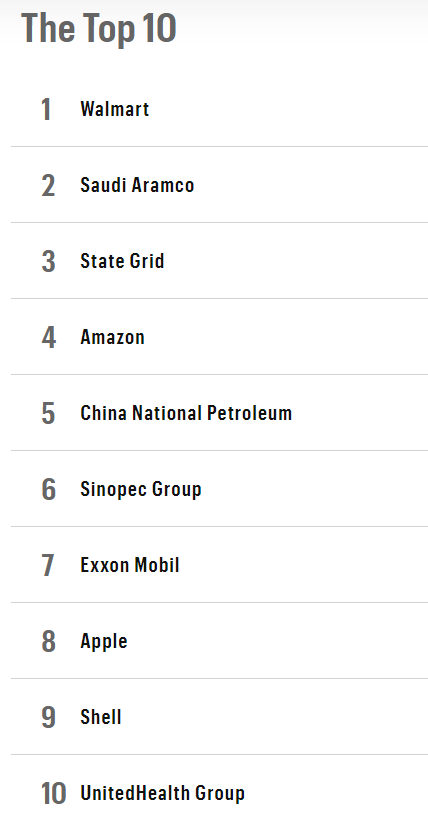 The Top 10
1 Walmart
2 Saudi Aramco
3 State Grid
4 Amazon
5 China National Petroleum
6 Sinopec Group
7 Exxon Mobil
8 Apple
9 Shell
10 UnitedHealth Group